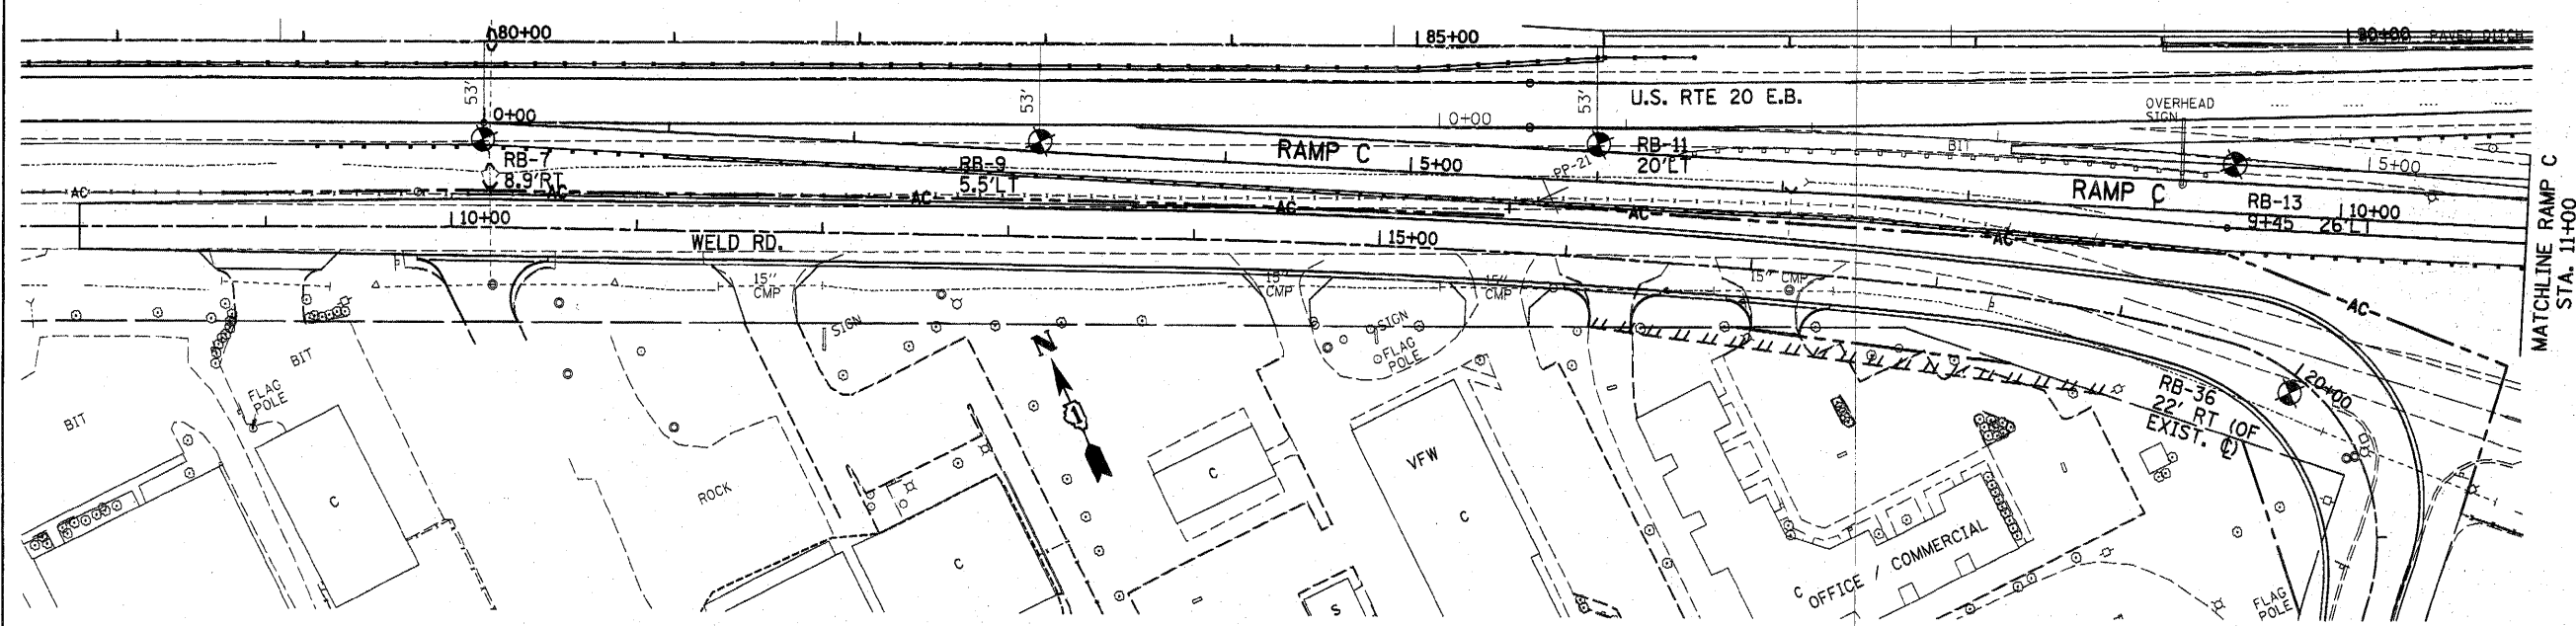 80+00
85+00
90+00 PAVED DITCH
53'
53'
53'
U.S. RTE 20 E.B.
OVERHEAD
SIGN
0+00
0+00
RB-7
8.9'RT
RB-9
5.5'LT
RAMP C
5+00
PP-21
RB-11
20'LT
BIT
5+00
RAMP C
RB-13
9+45 26'LT
10+00
MATCHLINE RAMP C
STA. 11+00
AC
AC
AC
AC
AC
AC
AC
10+00
WELD RD.
15+00
15" CMP
15" CMP
15" CMP
15" CMP
SIGN
SIGN
FLAG
POLE
N
1
BIT
BIT
FLAG
POLE
C
ROCK
C
C
VFW
C
S
RB-36
22' RT (OF
EXIST. ℄)
20+00
C OFFICE / COMMERCIAL
FLAG
POLE